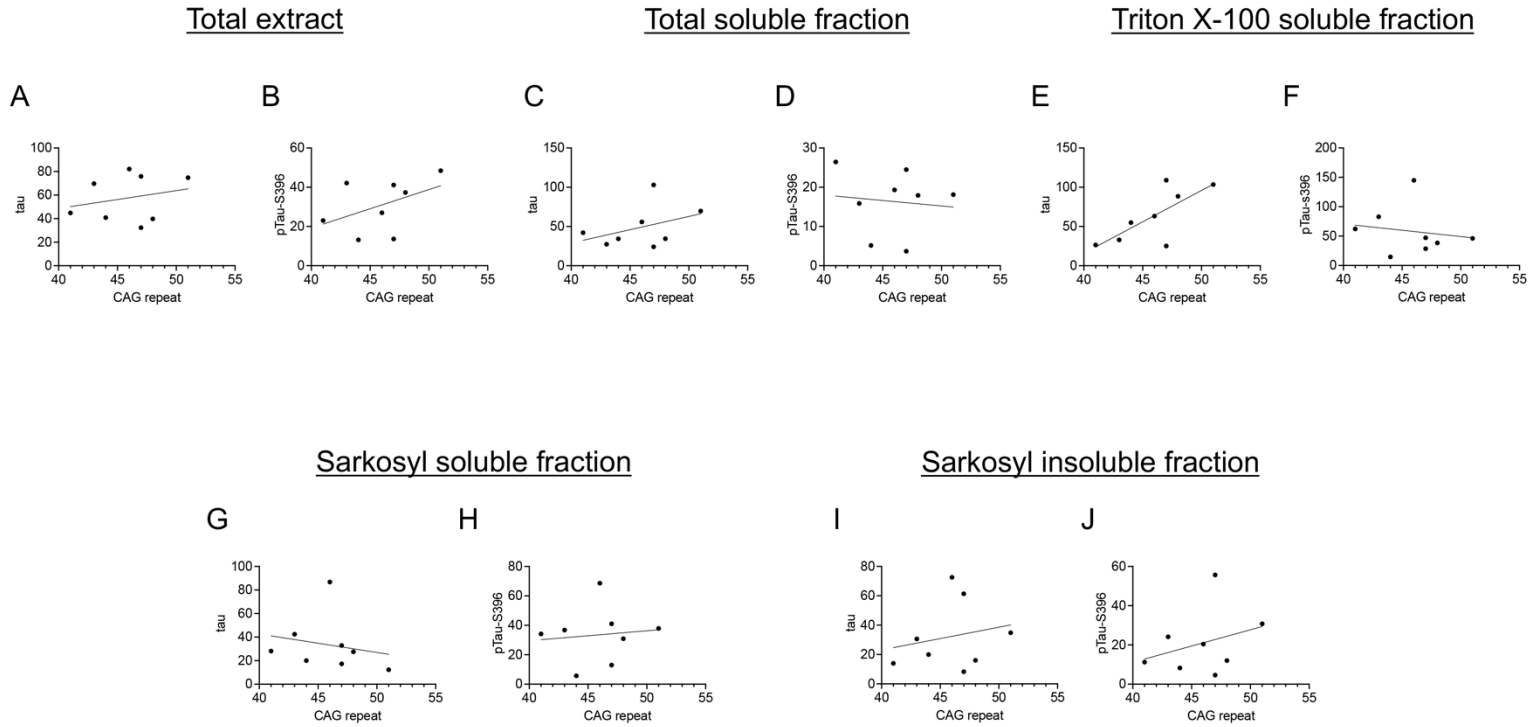 Total extract
Total soluble fraction
Triton X-100 soluble fraction
A
B
C
D
E
F
100
80
60
40
20
0
tau
40 45 50 55
CAG repeat
60
40
20
0
pTau-S396
40 45 50 55
CAG repeat
150
100
50
0
tau
40 45 50 55
CAG repeat
30
20
10
0
pTau-S396
40 45 50 55
CAG repeat
150
100
50
0
tau
40 45 50 55
CAG repeat
200
150
100
50
0
pTau-s396
40 45 50 55
CAG repeat
Sarkosyl soluble fraction
Sarkosyl insoluble fraction
G
H
I
J
100
80
60
40
20
0
tau
40 45 50 55
CAG repeat
80
60
40
20
0
pTau-S396
40 45 50 55
CAG repeat
80
60
40
20
0
tau
40 45 50 55
CAG repeat
60
40
20
0
pTau-S396
40 45 50 55
CAG repeat